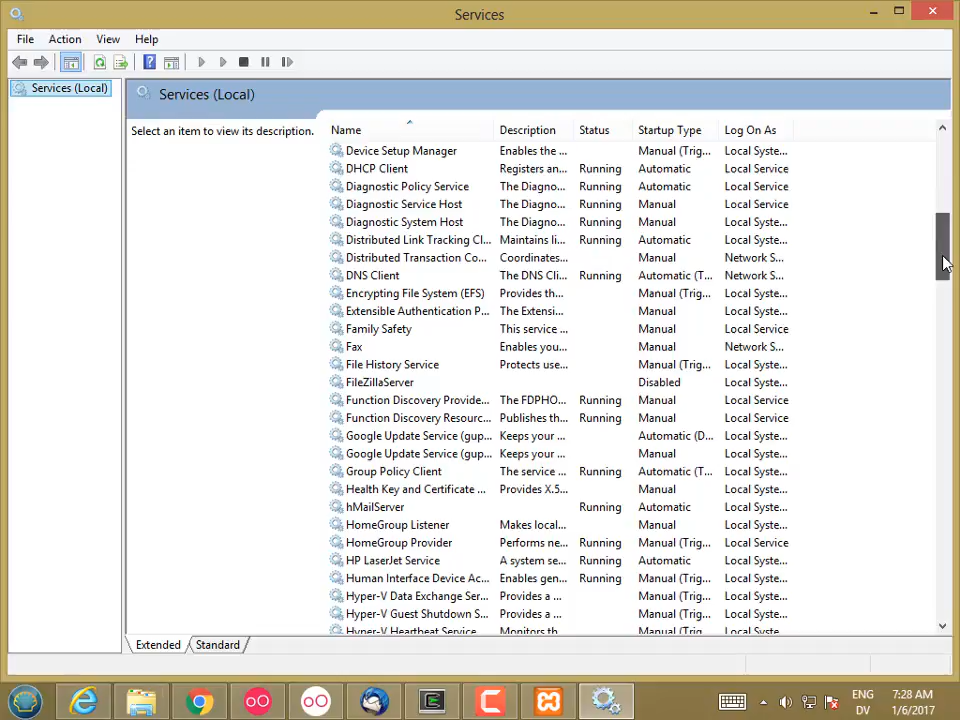 Services
File Action View Help
Services (Local)
Services (Local)
Select an item to view its description.
Name Description Status Startup Type Log On As
Device Setup Manager Enables the ... Manual (Trig... Local Syste...
DHCP Client Registers an... Running Automatic Local Service
Diagnostic Policy Service The Diagno... Running Automatic Local Service
Diagnostic Service Host The Diagno... Running Manual Local Service
Diagnostic System Host The Diagno... Running Manual Local Syste...
Distributed Link Tracking Cl... Maintains li... Running Automatic Local Syste...
Distributed Transaction Co... Coordinates... Manual Network S...
DNS Client The DNS Cli... Running Automatic (T... Network S...
Encrypting File System (EFS) Provides th... Manual (Trig... Local Syste...
Extensible Authentication P... The Extensi... Manual Local Syste...
Family Safety This service ... Manual Local Service
Fax Enables you... Manual Network S...
File History Service Protects use... Manual (Trig... Local Syste...
FileZillaServer Disabled Local Syste...
Function Discovery Provide... The FDPHO... Running Manual Local Service
Function Discovery Resourc... Publishes th... Running Manual Local Service
Google Update Service (gup... Keeps your ... Automatic (D... Local Syste...
Google Update Service (gup... Keeps your ... Manual Local Syste...
Group Policy Client The service ... Running Automatic (T... Local Syste...
Health Key and Certificate ... Provides X.5... Manual Local Syste...
hMailServer Running Automatic Local Syste...
HomeGroup Listener Makes local... Manual Local Syste...
HomeGroup Provider Performs ne... Running Manual (Trig... Local Service
HP LaserJet Service A system se... Running Automatic Local Syste...
Human Interface Device Ac... Enables gen... Running Manual (Trig... Local Syste...
Hyper-V Data Exchange Ser... Provides a ... Manual (Trig... Local Syste...
Hyper-V Guest Shutdown S... Provides a ... Manual (Trig... Local Syste...
Hyper-V Heartbeat Service Monitors th... Manual (Trig... Local Syste...
Extended Standard
ENG 7:28 AM
DV 1/6/2017